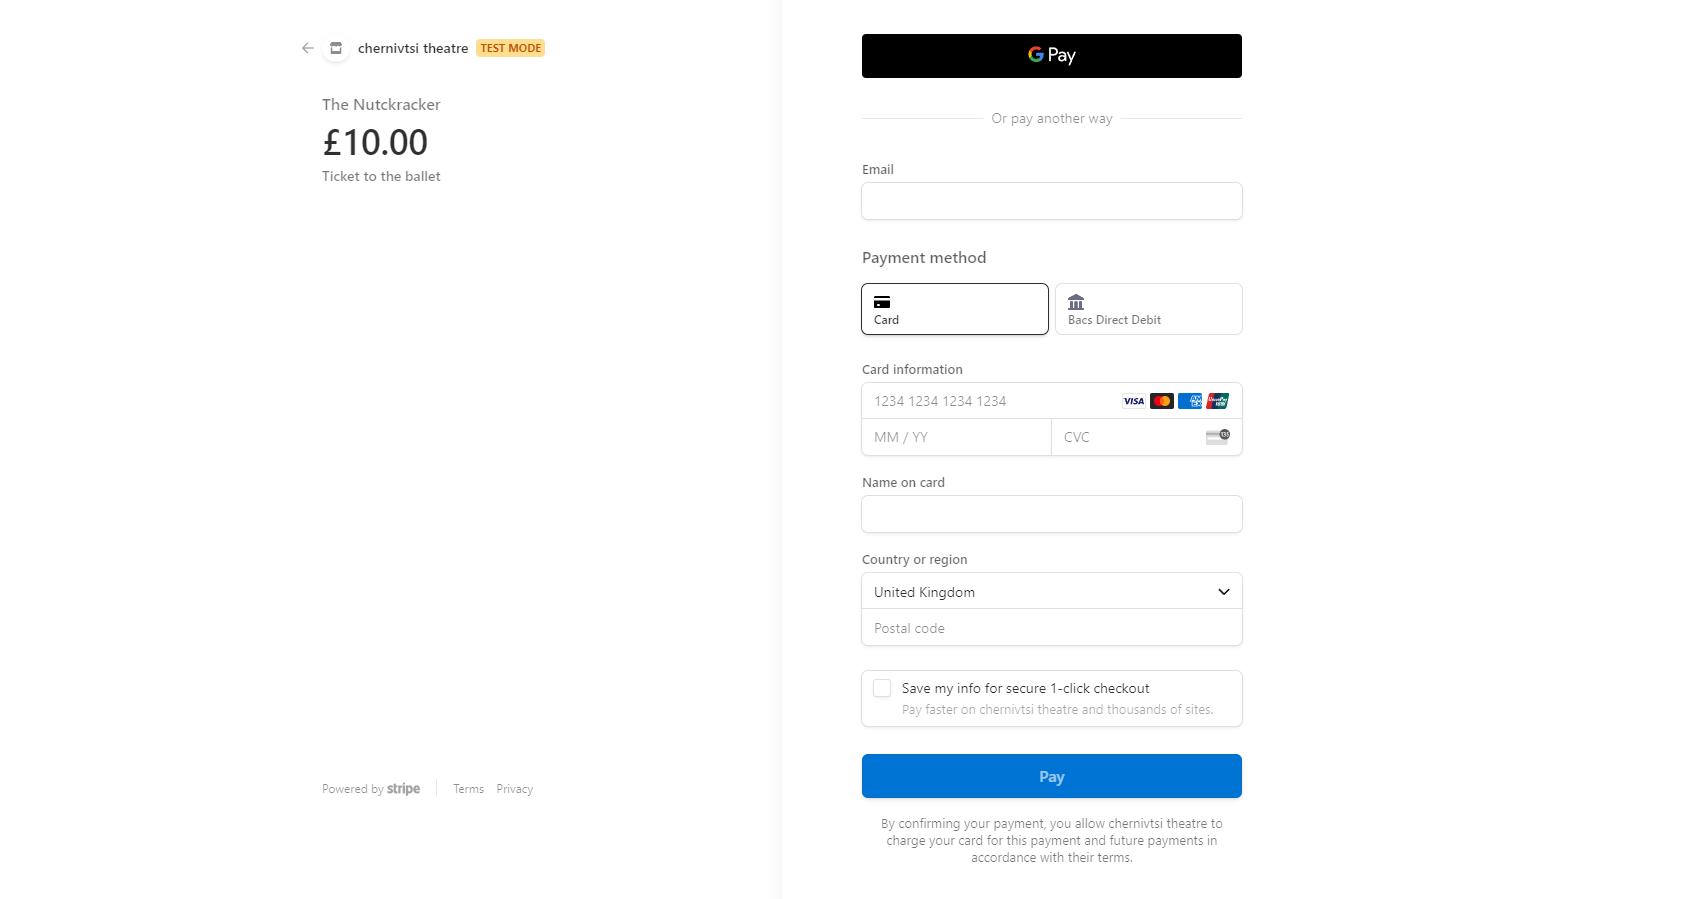 chernivtsi theatre TEST MODE
The Nutckracker
£10.00
Ticket to the ballet
Powered by stripe
Terms Privacy
G Pay
Or pay another way
Email
Payment method
Card
Bacs Direct Debit
Card information
1234 1234 1234 1234
VISA
MM / YY
CVC
Name on card
Country or region
United Kingdom
Postal code
Save my info for secure 1-click checkout
Pay faster on chernivtsi theatre and thousands of sites.
Pay
By confirming your payment, you allow chernivtsi theatre to
charge your card for this payment and future payments in
accordance with their terms.